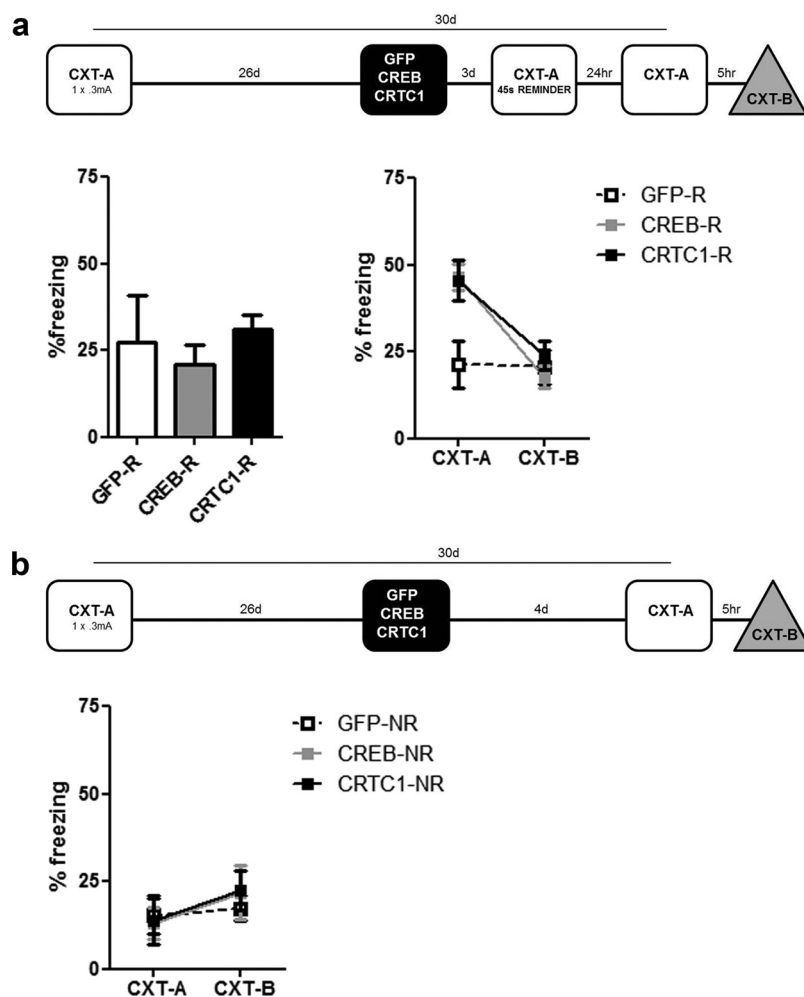 a
30d
CXT-A
1 x .3mA
26d
GFP
CREB
CRTC1
3d
CXT-A
45s REMINDER
24hr
CXT-A
5hr
CXT-B
75
50
25
0
%freezing
GFP-R
CREB-R
CRTC1-R
75
50
25
0
% freezing
CXT-A
CXT-B
GFP-R
CREB-R
CRTC1-R
b
30d
CXT-A
1 x .3mA
26d
GFP
CREB
CRTC1
4d
CXT-A
5hr
CXT-B
75
50
25
0
% freezing
CXT-A
CXT-B
GFP-NR
CREB-NR
CRTC1-NR